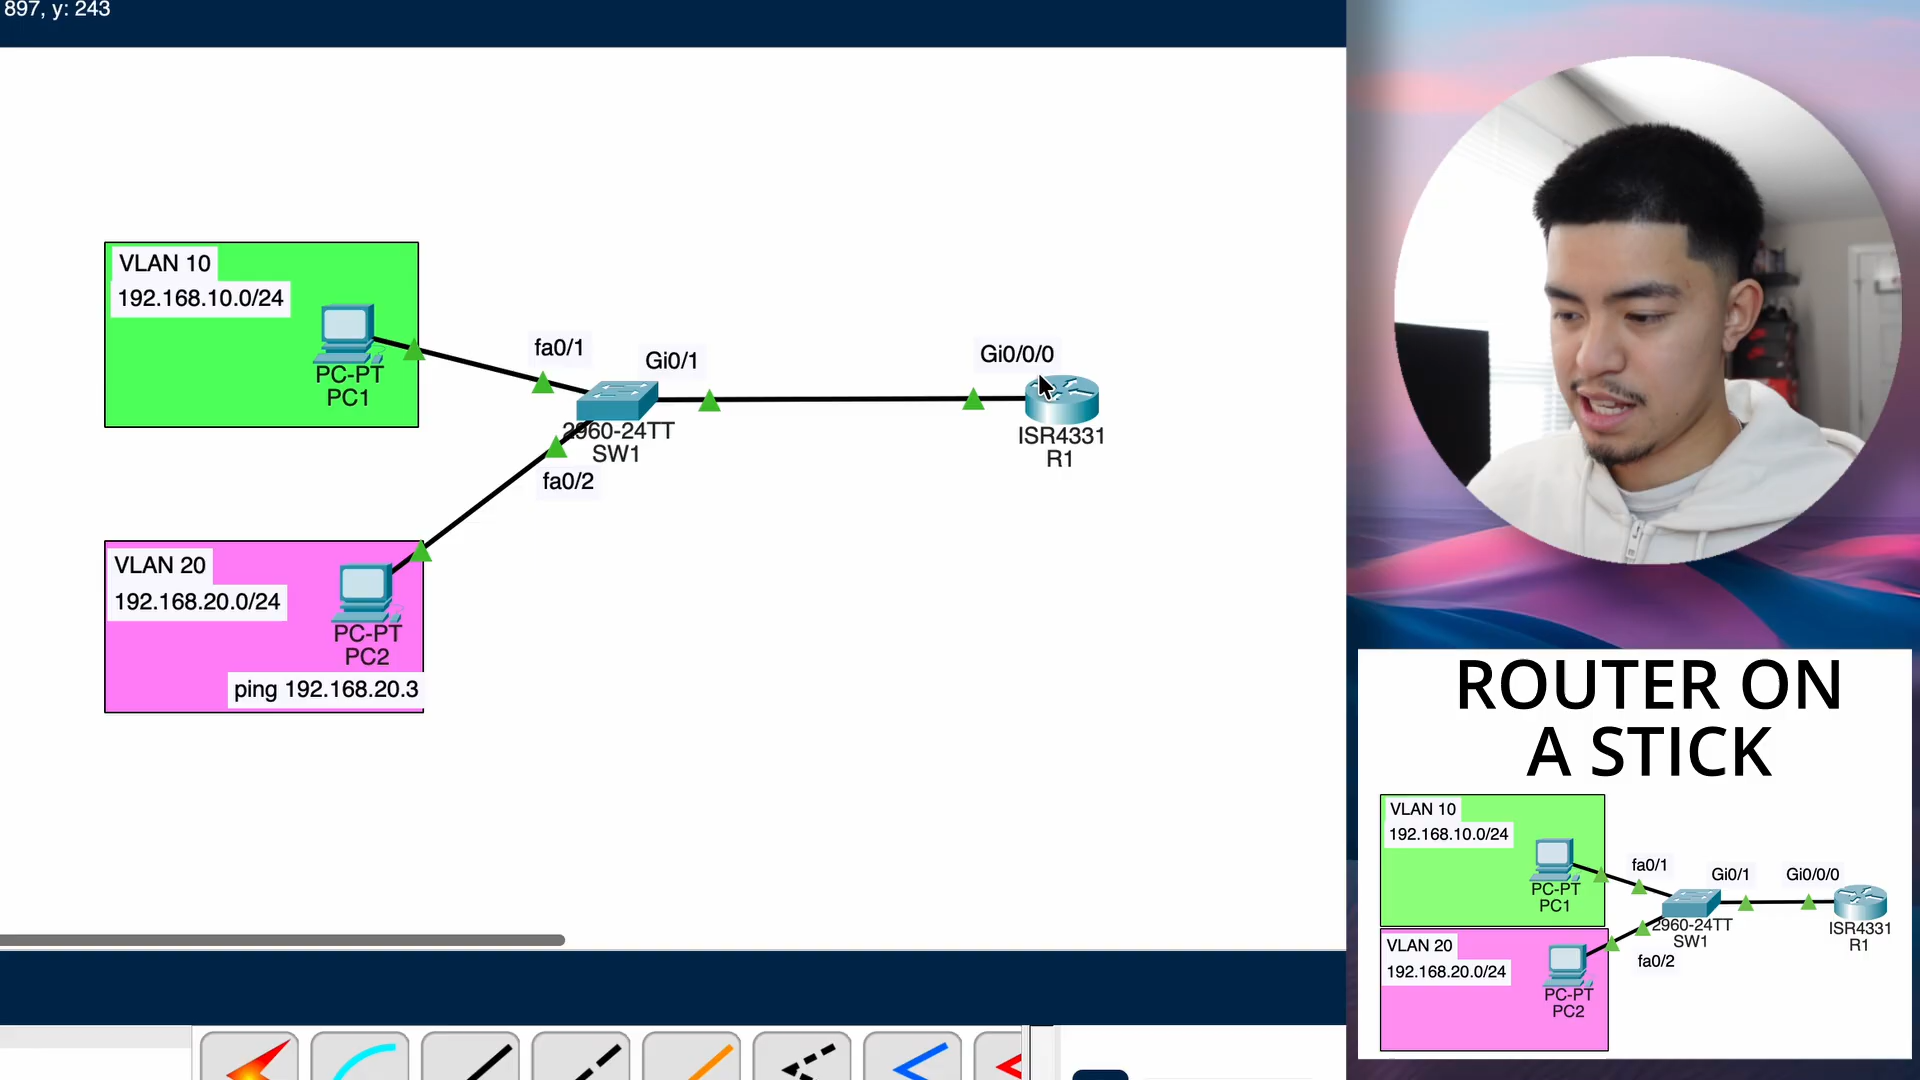 897, y: 243
VLAN 10
192.168.10.0/24
PC-PT
PC1
fa0/1
Gi0/1
Gi0/0/0
2960-24TT
SW1
fa0/2
ISR4331
R1
VLAN 20
192.168.20.0/24
PC-PT
PC2
ping 192.168.20.3
ROUTER ON
A STICK
VLAN 10
192.168.10.0/24
PC-PT
PC1
fa0/1
Gi0/1
Gi0/0/0
2960-24TT
SW1
fa0/2
ISR4331
R1
VLAN 20
192.168.20.0/24
PC-PT
PC2